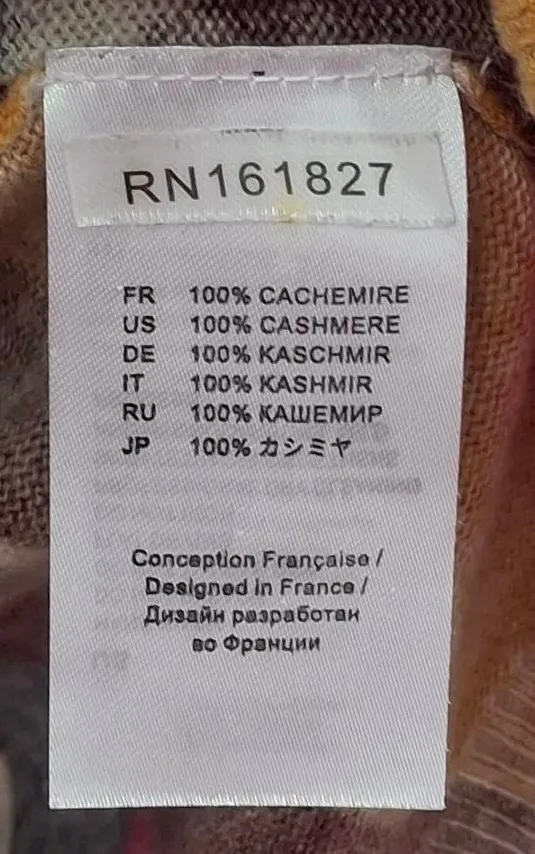 RN161827
FR 100% CACHEMIRE
US 100% CASHMERE
DE 100% KASCHMIR
IT 100% KASHMIR
RU 100% КАШЕМИР
JP 100% カシミヤ
Conception Française /
Designed in France /
Дизайн разработан
во Франции